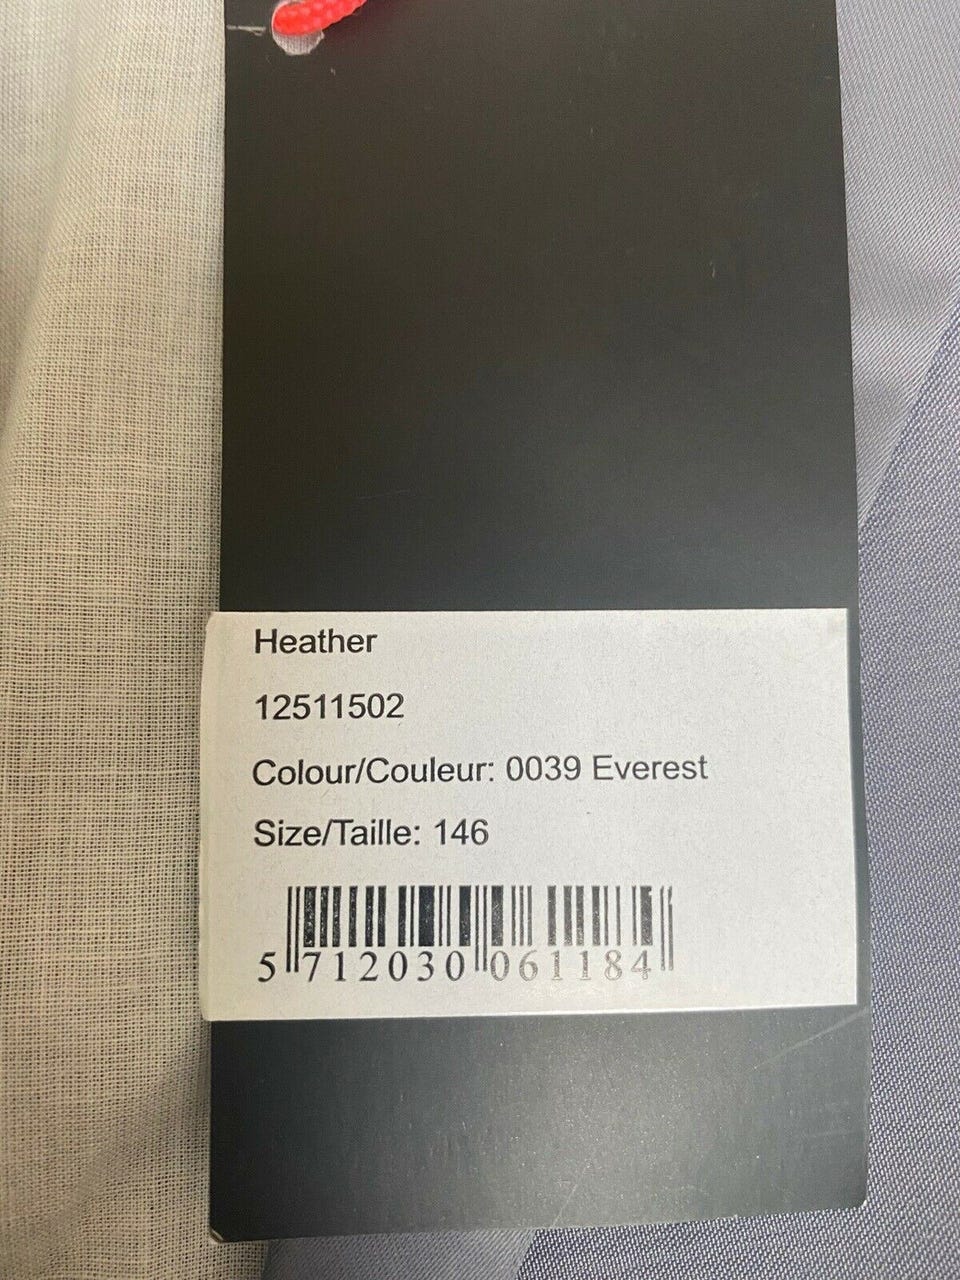 Heather
12511502
Colour/Couleur: 0039 Everest
Size/Taille: 146
5 712030 061184